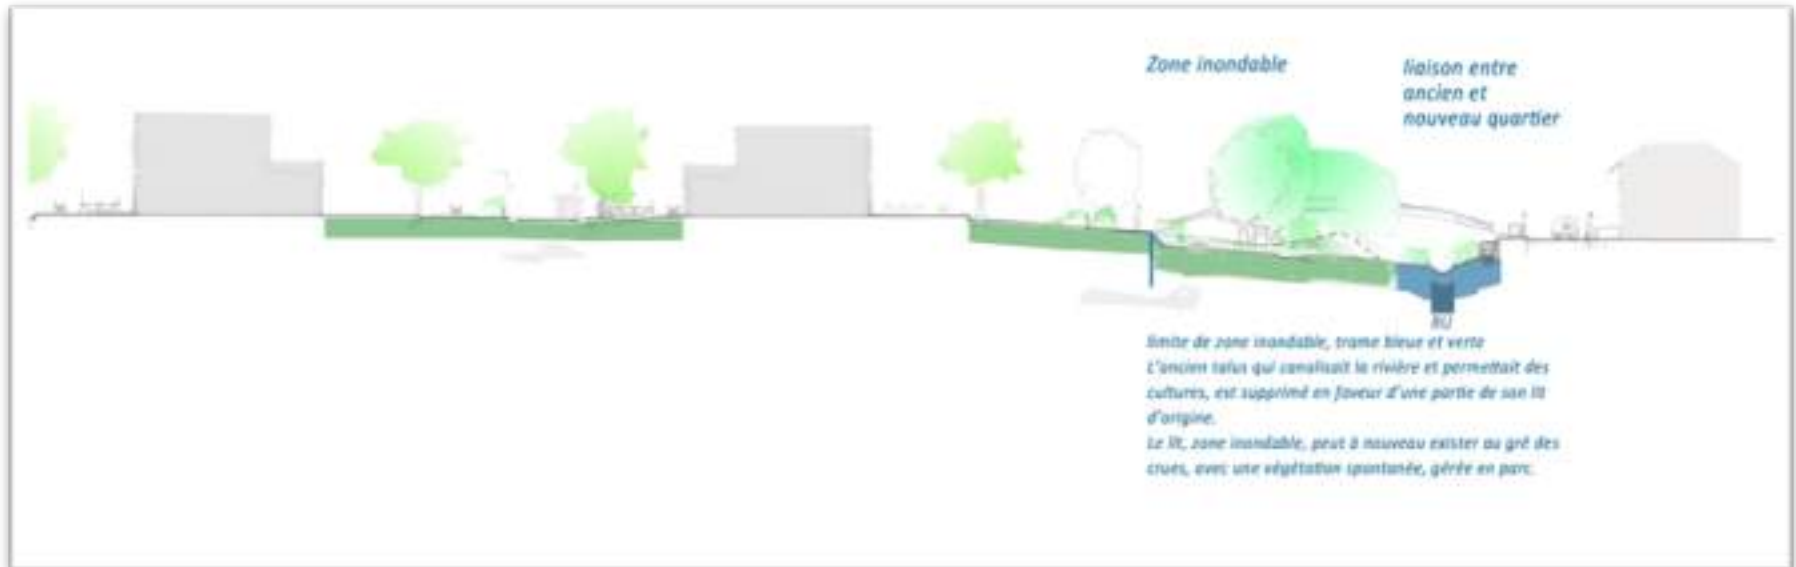 Zone inondable
liaison entre
ancien et
nouveau quartier
RU
limite de zone inondable, trame bleue et verte
L'ancien talus qui canalisait la rivière et permettait des
cultures, est supprimé en faveur d'une partie de son lit
d'origine.
Le lit, zone inondable, peut à nouveau exister au gré des
crues, avec une végétation spontanée, gérée en parc.